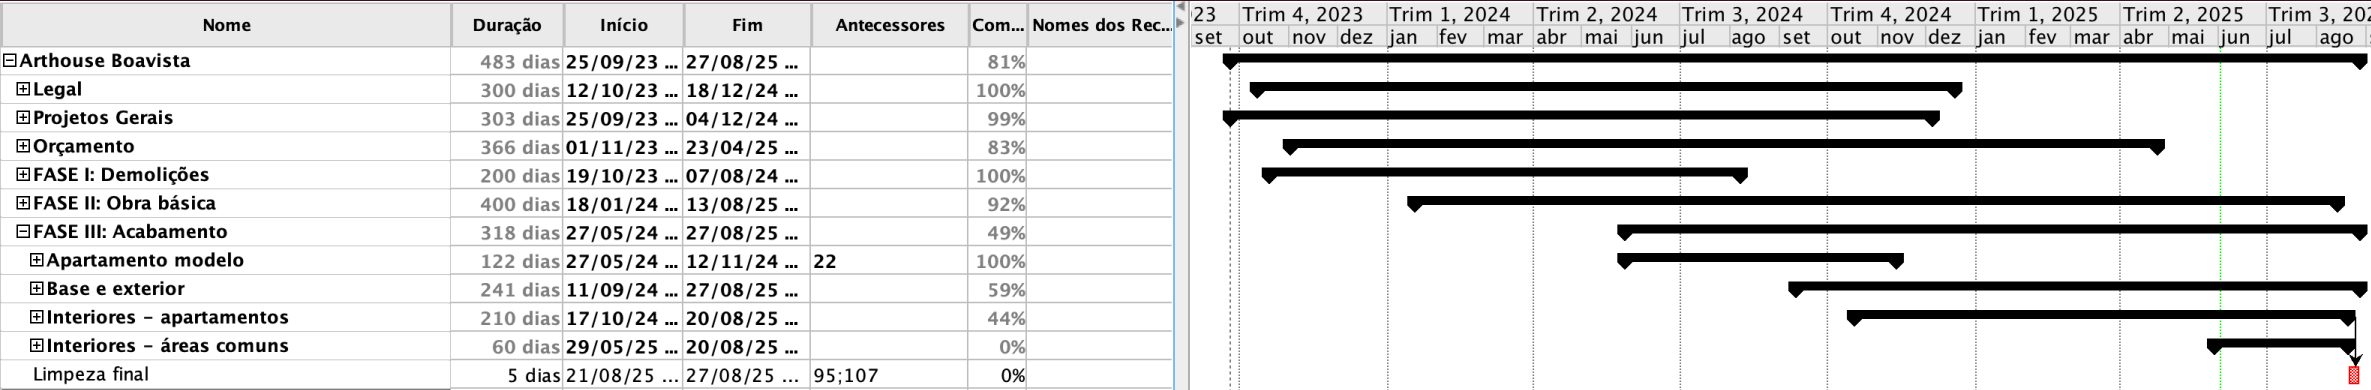 Nome Duração Início Fim Antecessores Com... Nomes dos Rec... 23 Trim 4, 2023 Trim 1, 2024 Trim 2, 2024 Trim 3, 2024 Trim 4, 2024 Trim 1, 2025 Trim 2, 2025 Trim 3, 202
set out nov dez jan fev mar abr mai jun jul ago set out nov dez jan fev mar abr mai jun jul ago
Arthouse Boavista 483 dias 25/09/23 ... 27/08/25 ... 81%
Legal 300 dias 12/10/23 ... 18/12/24 ... 100%
Projetos Gerais 303 dias 25/09/23 ... 04/12/24 ... 99%
Orçamento 366 dias 01/11/23 ... 23/04/25 ... 83%
FASE I: Demolições 200 dias 19/10/23 ... 07/08/24 ... 100%
FASE II: Obra básica 400 dias 18/01/24 ... 13/08/25 ... 92%
FASE III: Acabamento 318 dias 27/05/24 ... 27/08/25 ... 49%
Apartamento modelo 122 dias 27/05/24 ... 12/11/24 ... 22 100%
Base e exterior 241 dias 11/09/24 ... 27/08/25 ... 59%
Interiores - apartamentos 210 dias 17/10/24 ... 20/08/25 ... 44%
Interiores - áreas comuns 60 dias 29/05/25 ... 20/08/25 ... 0%
Limpeza final 5 dias 21/08/25 ... 27/08/25 ... 95;107 0%